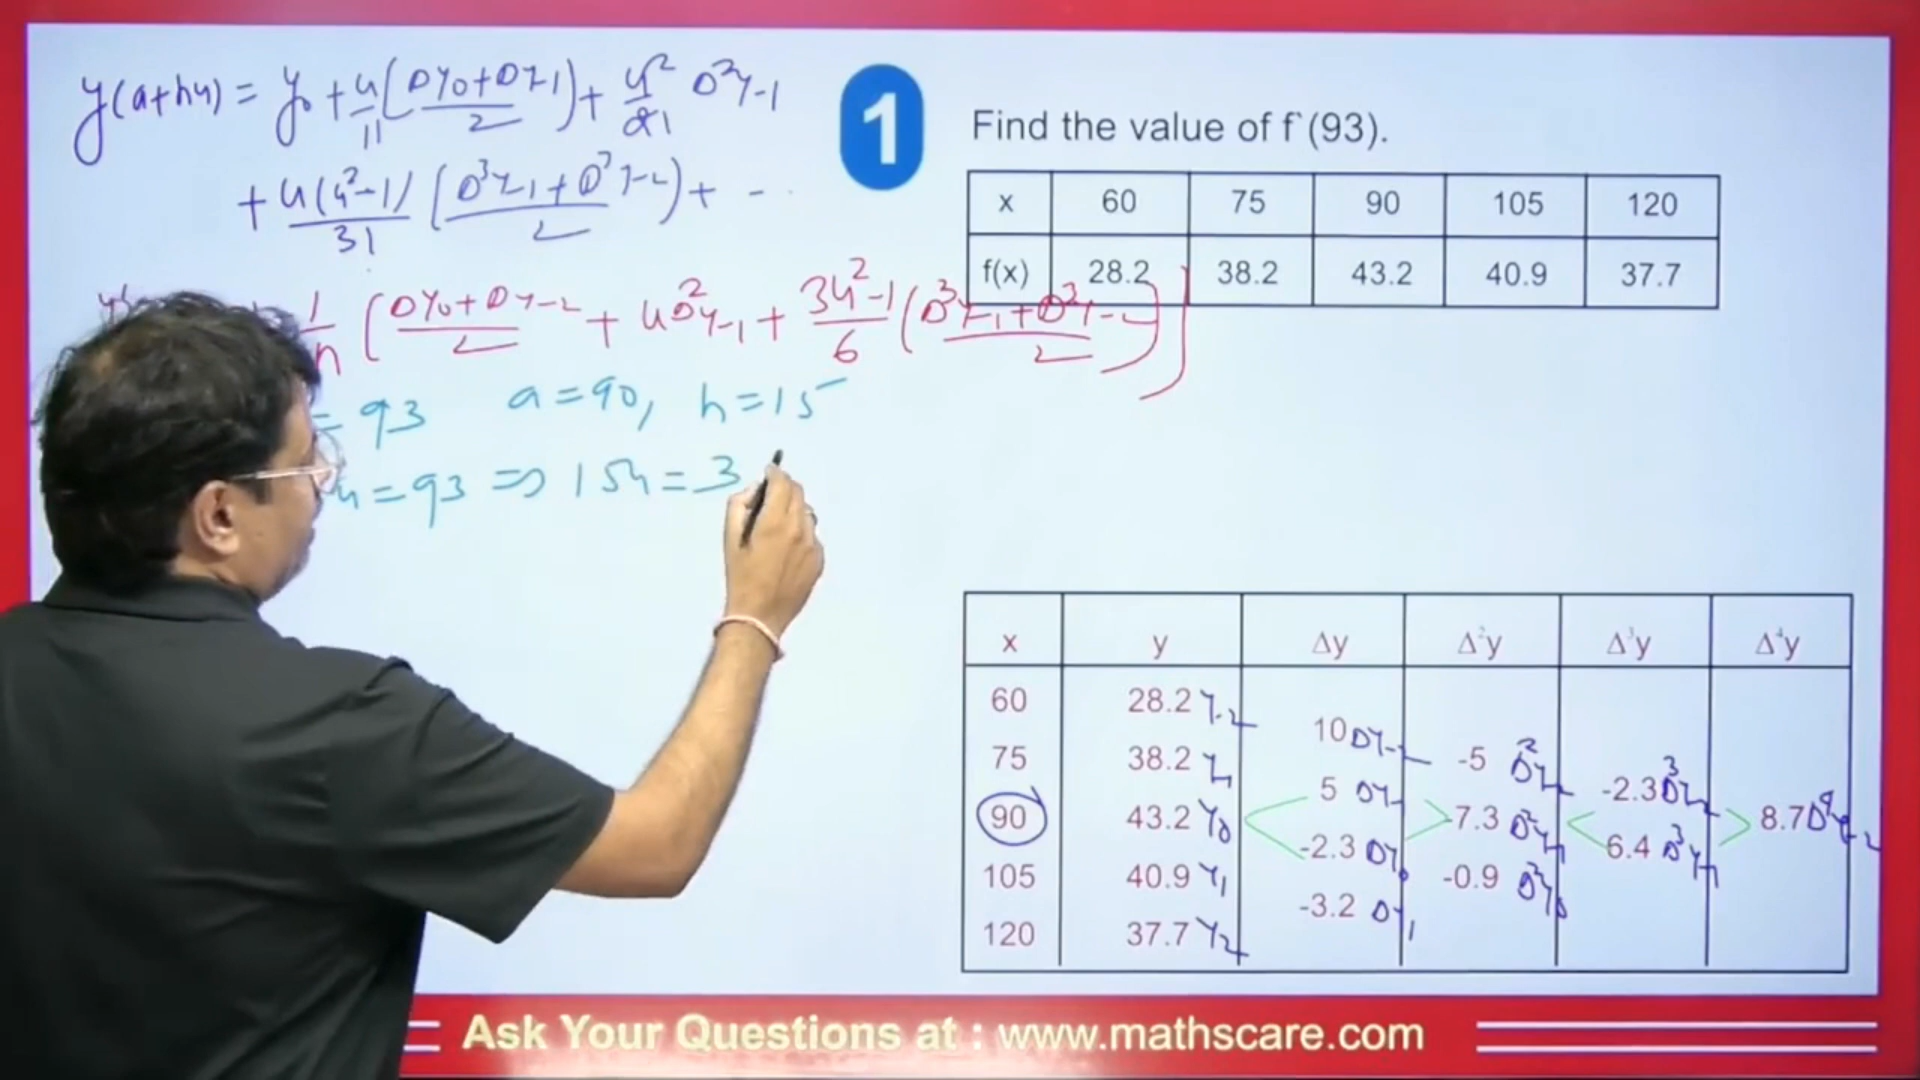 y(a+hu) = y₀ + u/1! (Δy₀+Δy₋₁ / 2) + u²/2! Δ²y₋₁
+ u(u²-1)/3! (Δ³y₋₁+Δ³y₋₂ / 2) + - - .
1/h (Δy₀+Δy₋₂ / 2 + uΔ²y₋₁ + 3u²-1/6 (Δ³y₋₁+Δ³y₋₂ / 2)]
= 93 a = 90, h = 15
u = 93 ⇒ 15u = 3
1
Find the value of f`(93).
x 60 75 90 105 120
f(x) 28.2 38.2 43.2 40.9 37.7
x y Δy Δ²y Δ³y Δ⁴y
60 28.2 y₋₂
10 Δy₋₂
75 38.2 y₋₁ -5 Δ²y₋₂
5 Δy₋₁ -2.3 Δ³y₋₂
90 43.2 y₀ -7.3 Δ²y₋₁ 8.7 Δ⁴y₋₂
-2.3 Δy₀ 6.4 Δ³y₋₁
105 40.9 y₁ -0.9 Δ²y₀
-3.2 Δy₁
120 37.7 y₂
Ask Your Questions at : www.mathscare.com